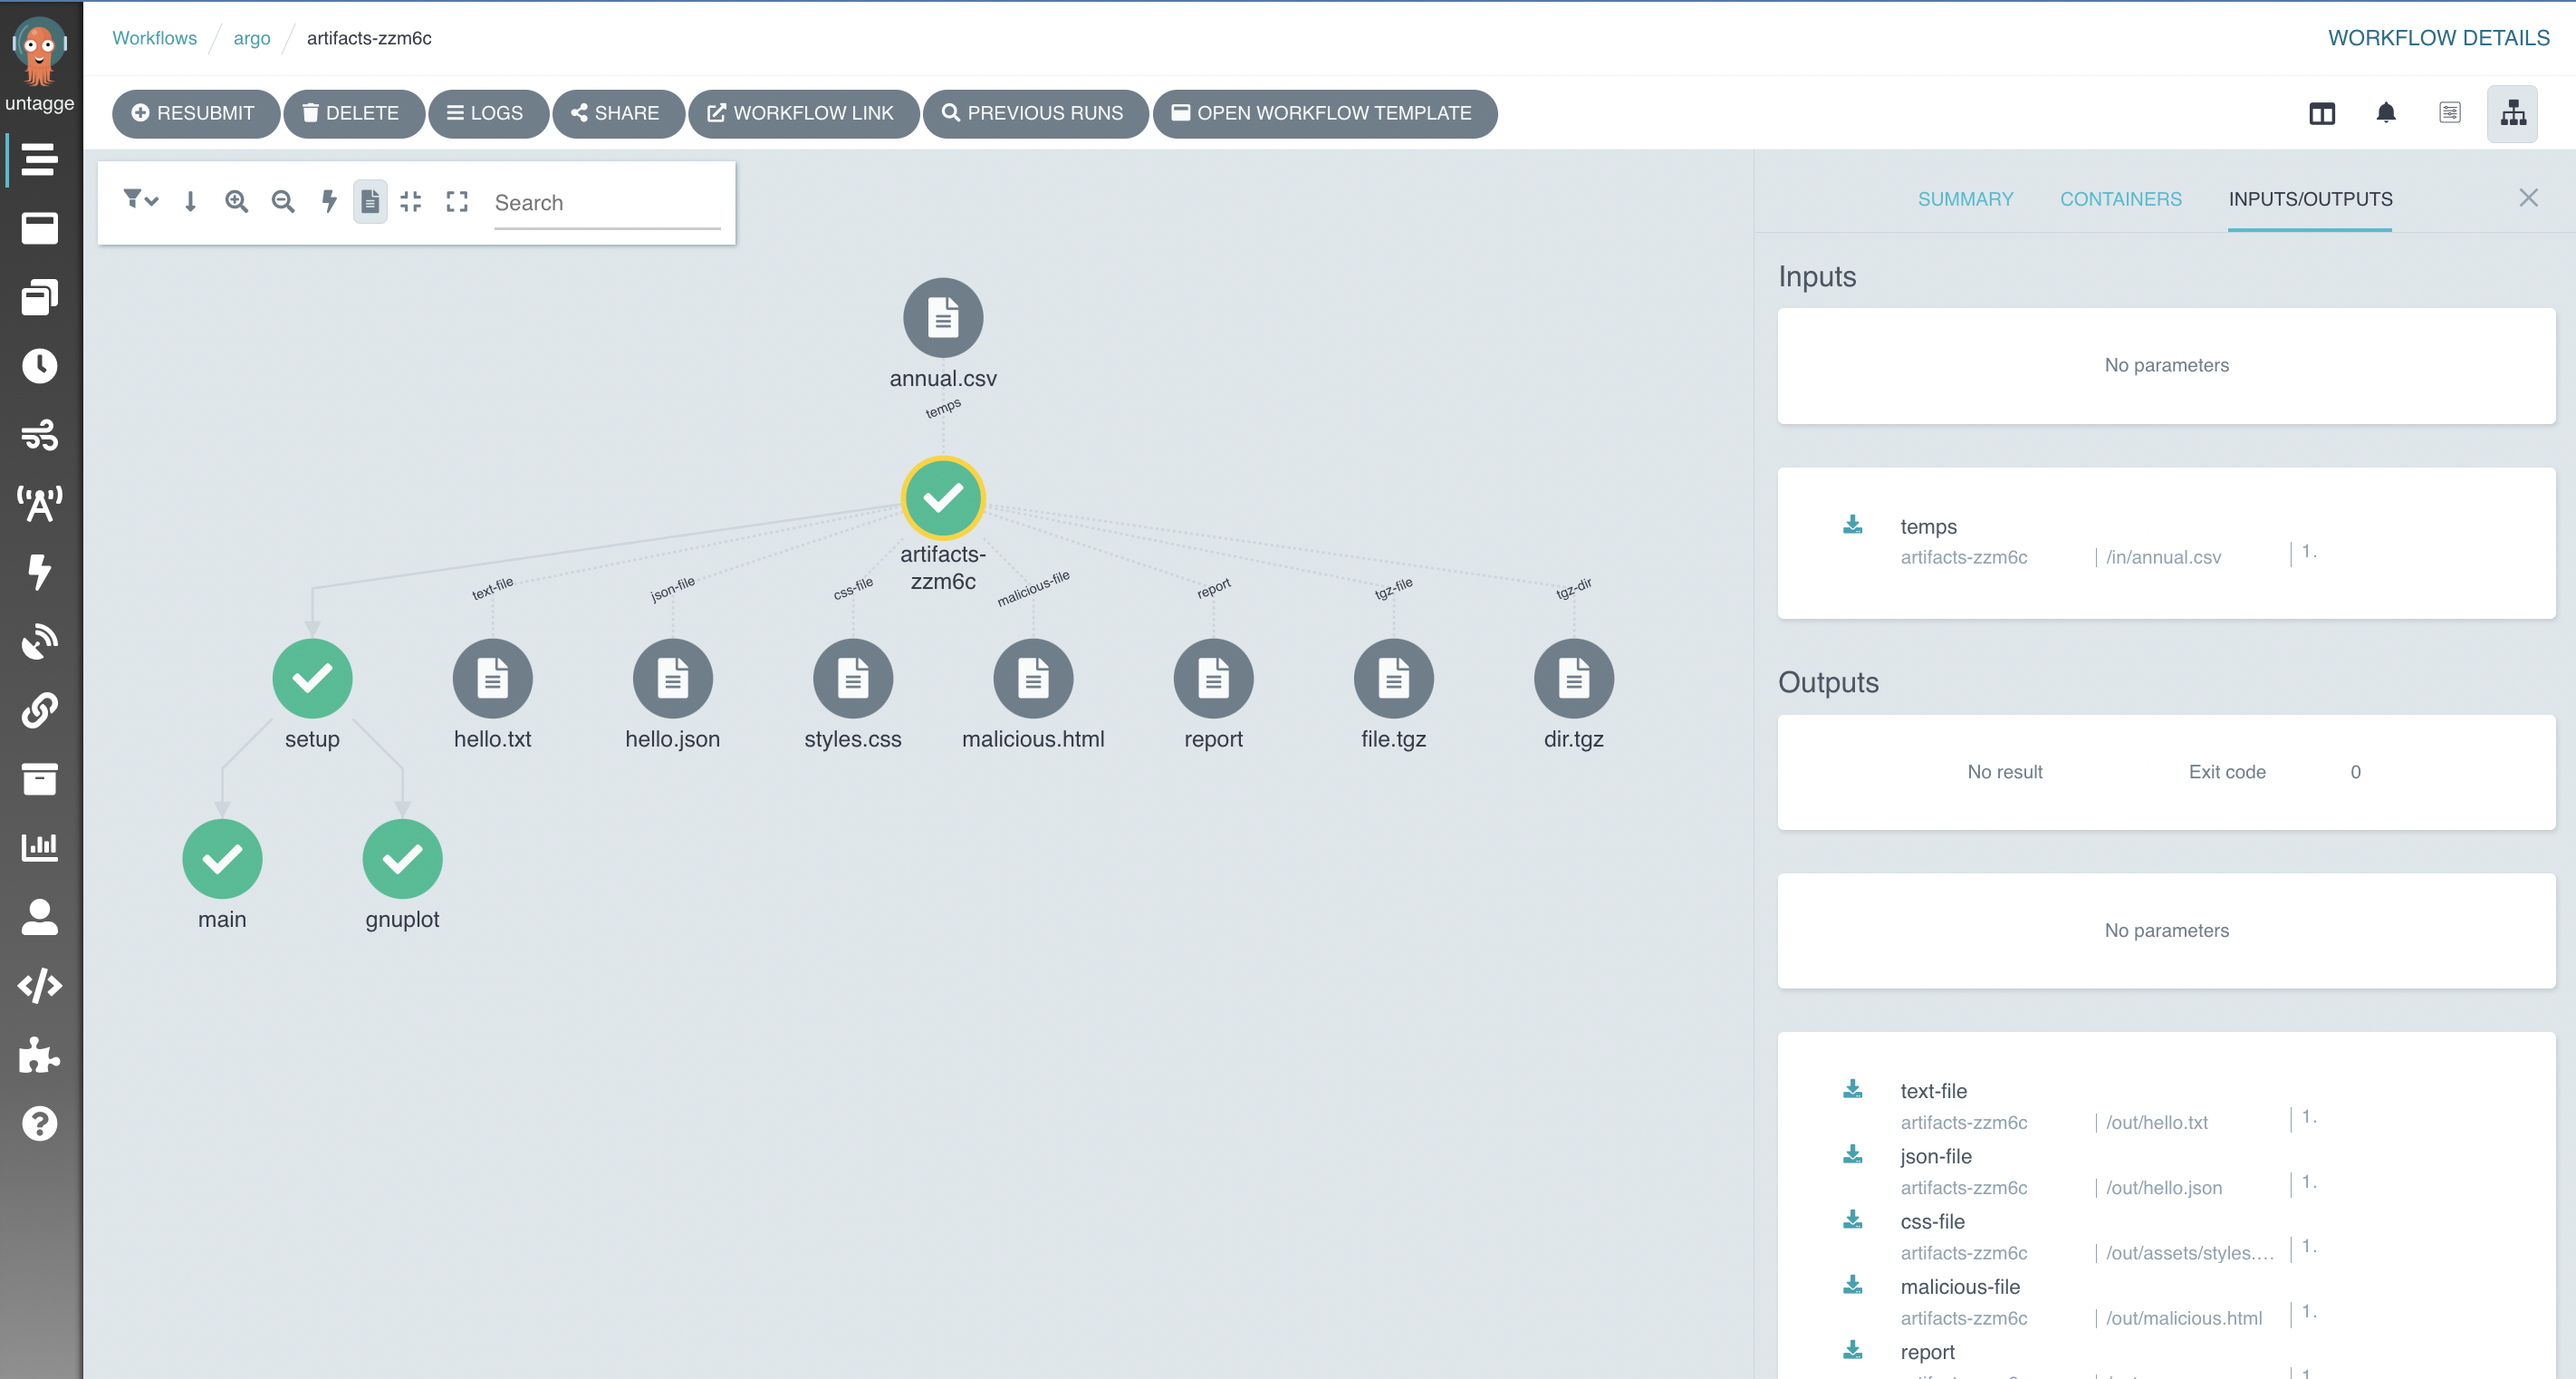 untagge
Workflows
argo
artifacts-zzm6c
WORKFLOW DETAILS
RESUBMIT
DELETE
LOGS
SHARE
WORKFLOW LINK
PREVIOUS RUNS
OPEN WORKFLOW TEMPLATE
Search
annual.csv
temps
artifacts-
zzm6c
text-file
json-file
css-file
malicious-file
report
tgz-file
tgz-dir
setup
hello.txt
hello.json
styles.css
malicious.html
report
file.tgz
dir.tgz
main
gnuplot
SUMMARY
CONTAINERS
INPUTS/OUTPUTS
Inputs
No parameters
temps
artifacts-zzm6c
/in/annual.csv
1.
Outputs
No result
Exit code
0
No parameters
text-file
artifacts-zzm6c
/out/hello.txt
1.
json-file
artifacts-zzm6c
/out/hello.json
1.
css-file
artifacts-zzm6c
/out/assets/styles....
1.
malicious-file
artifacts-zzm6c
/out/malicious.html
1.
report